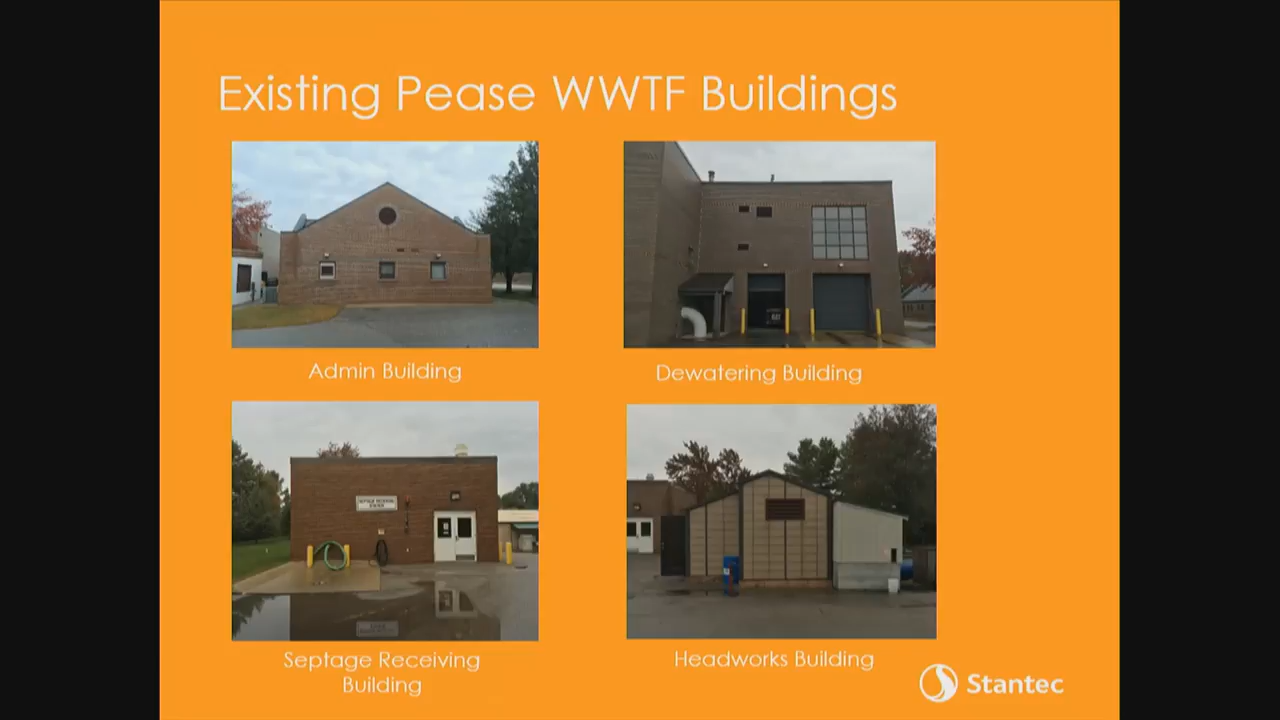 Existing Pease WWTF Buildings
Admin Building
Dewatering Building
Septage Receiving
Building
Headworks Building
Stantec